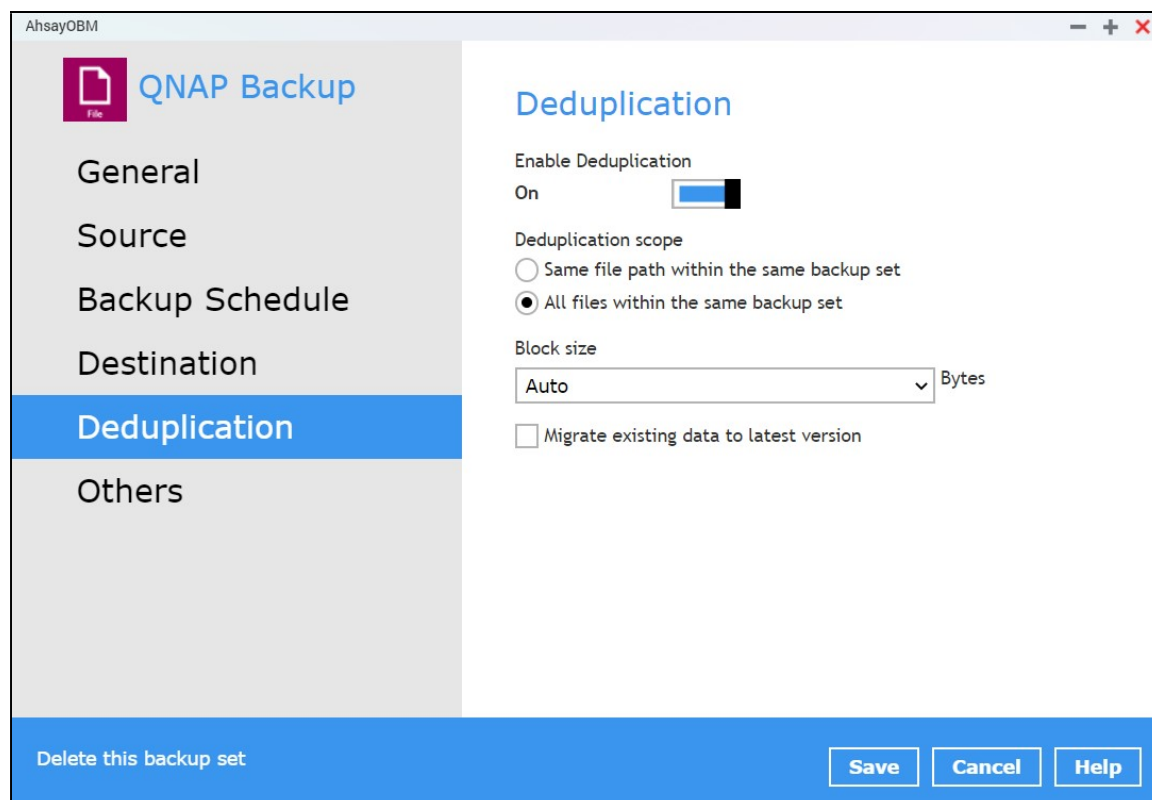 AhsayOBM
QNAP Backup
File
General
Source
Backup Schedule
Destination
Deduplication
Others
Deduplication
Enable Deduplication
On
Deduplication scope
Same file path within the same backup set
All files within the same backup set
Block size
Auto
Bytes
Migrate existing data to latest version
Delete this backup set
Save
Cancel
Help